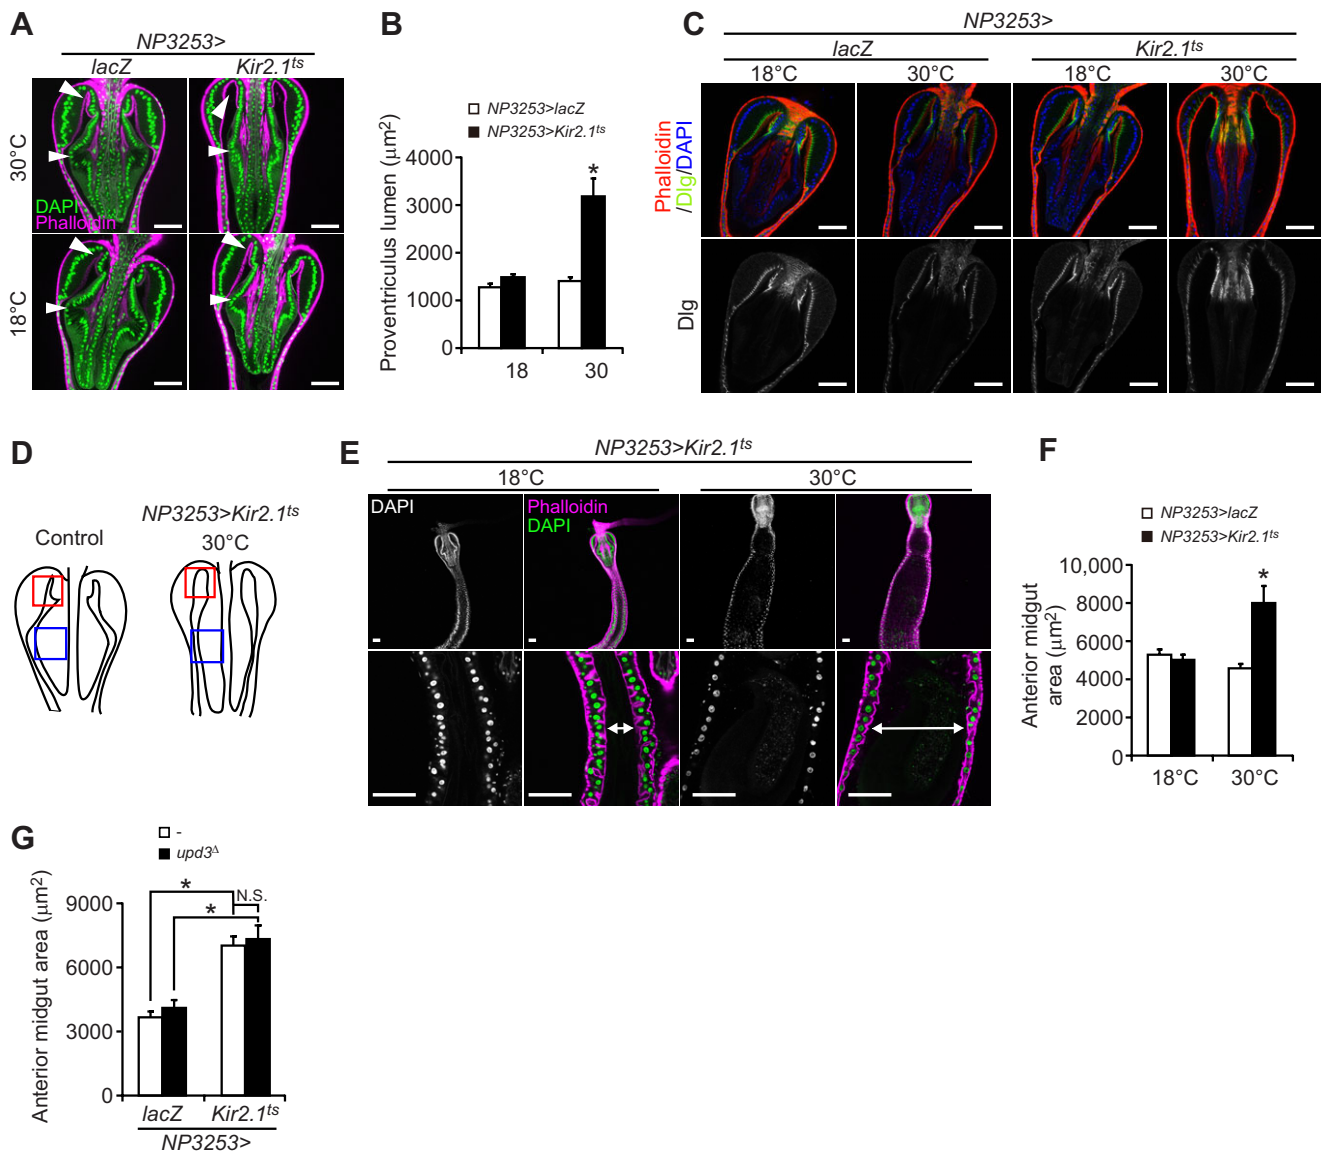 A
NP3253>
lacZ
Kir2.1ts
30°C
DAPI
Phalloidin
18°C
B
NP3253>lacZ
NP3253>Kir2.1ts
Proventriculus lumen (μm2)
4000
3000
2000
1000
0
*
18
30
C
NP3253>
lacZ
Kir2.1ts
18°C
30°C
18°C
30°C
Phalloidin
/Dlg/DAPI
Dlg
D
Control
NP3253>Kir2.1ts
30°C
E
NP3253>Kir2.1ts
18°C
30°C
DAPI
Phalloidin
DAPI
F
NP3253>lacZ
NP3253>Kir2.1ts
Anterior midgut
area (μm2)
10,000
8000
6000
4000
2000
0
*
18°C
30°C
G
-
upd3Δ
Anterior midgut area (μm2)
9000
6000
3000
0
*
N.S.
*
lacZ
Kir2.1ts
NP3253>